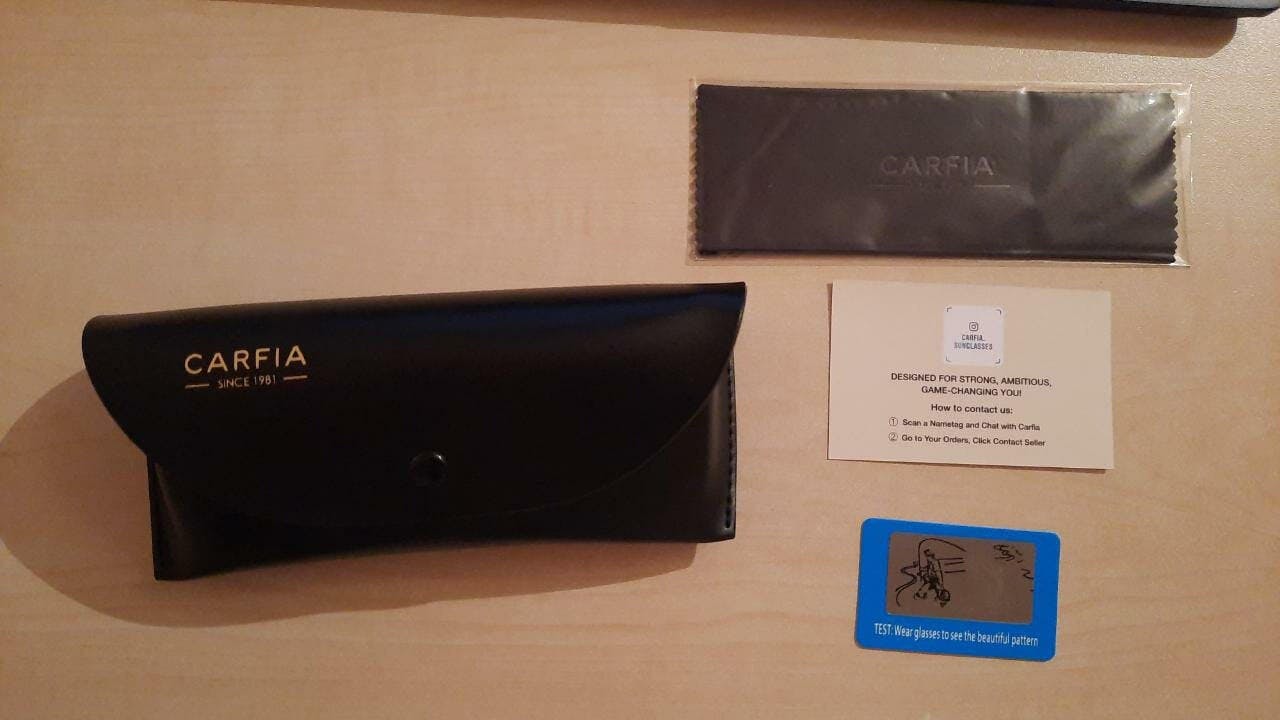 CARFIA
SINCE 1981
CARFIA
CARFIA.
SUNGLASSES
DESIGNED FOR STRONG, AMBITIOUS,
GAME-CHANGING YOU!
How to contact us:
① Scan a Nametag and Chat with Carfia
② Go to Your Orders, Click Contact Seller
TEST: Wear glasses to see the beautiful pattern